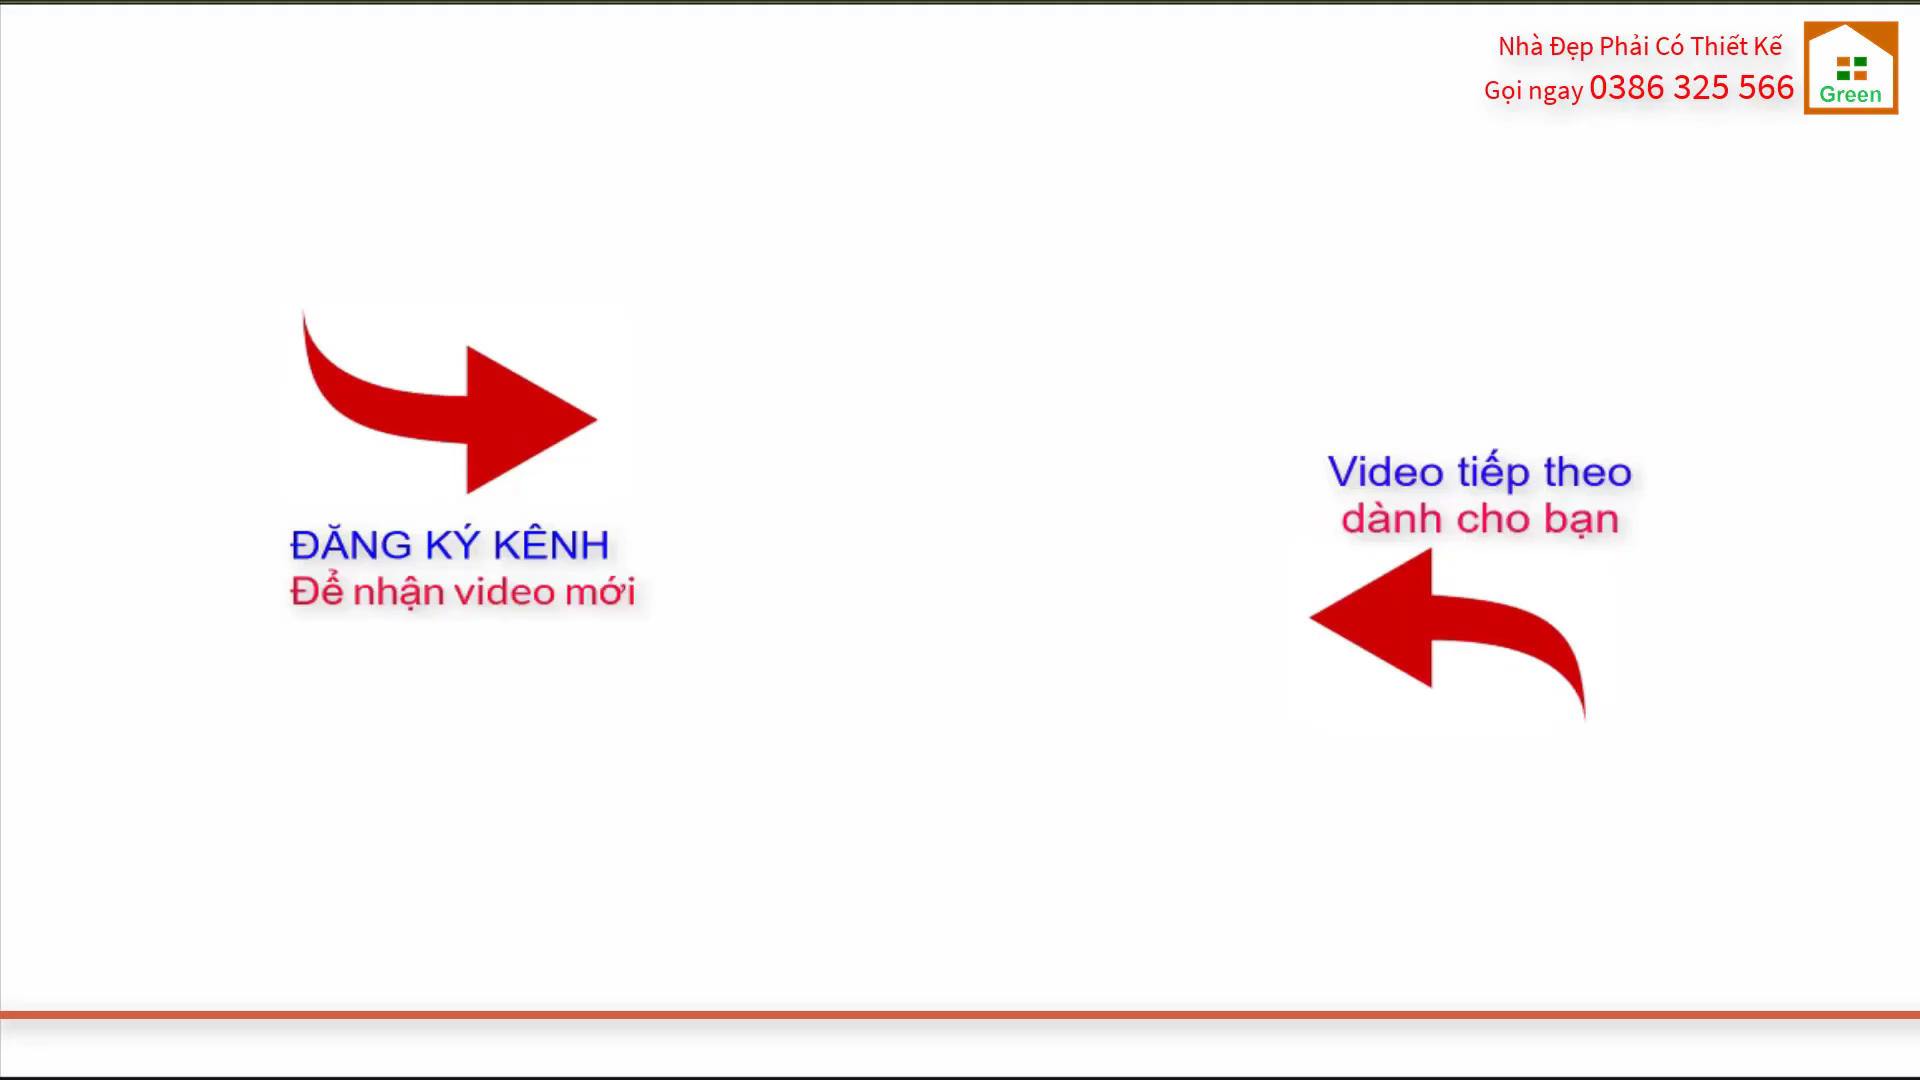 Nhà Đẹp Phải Có Thiết Kế
Gọi ngay 0386 325 566
Green
ĐĂNG KÝ KÊNH
Để nhận video mới
Video tiếp theo
dành cho bạn